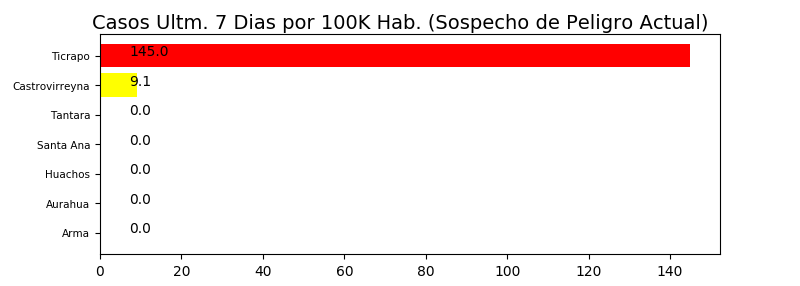 Casos Ultm. 7 Dias por 100K Hab. (Sospecho de Peligro Actual)
Ticrapo 145.0
Castrovirreyna 9.1
Tantara 0.0
Santa Ana 0.0
Huachos 0.0
Aurahua 0.0
Arma 0.0
0 20 40 60 80 100 120 140